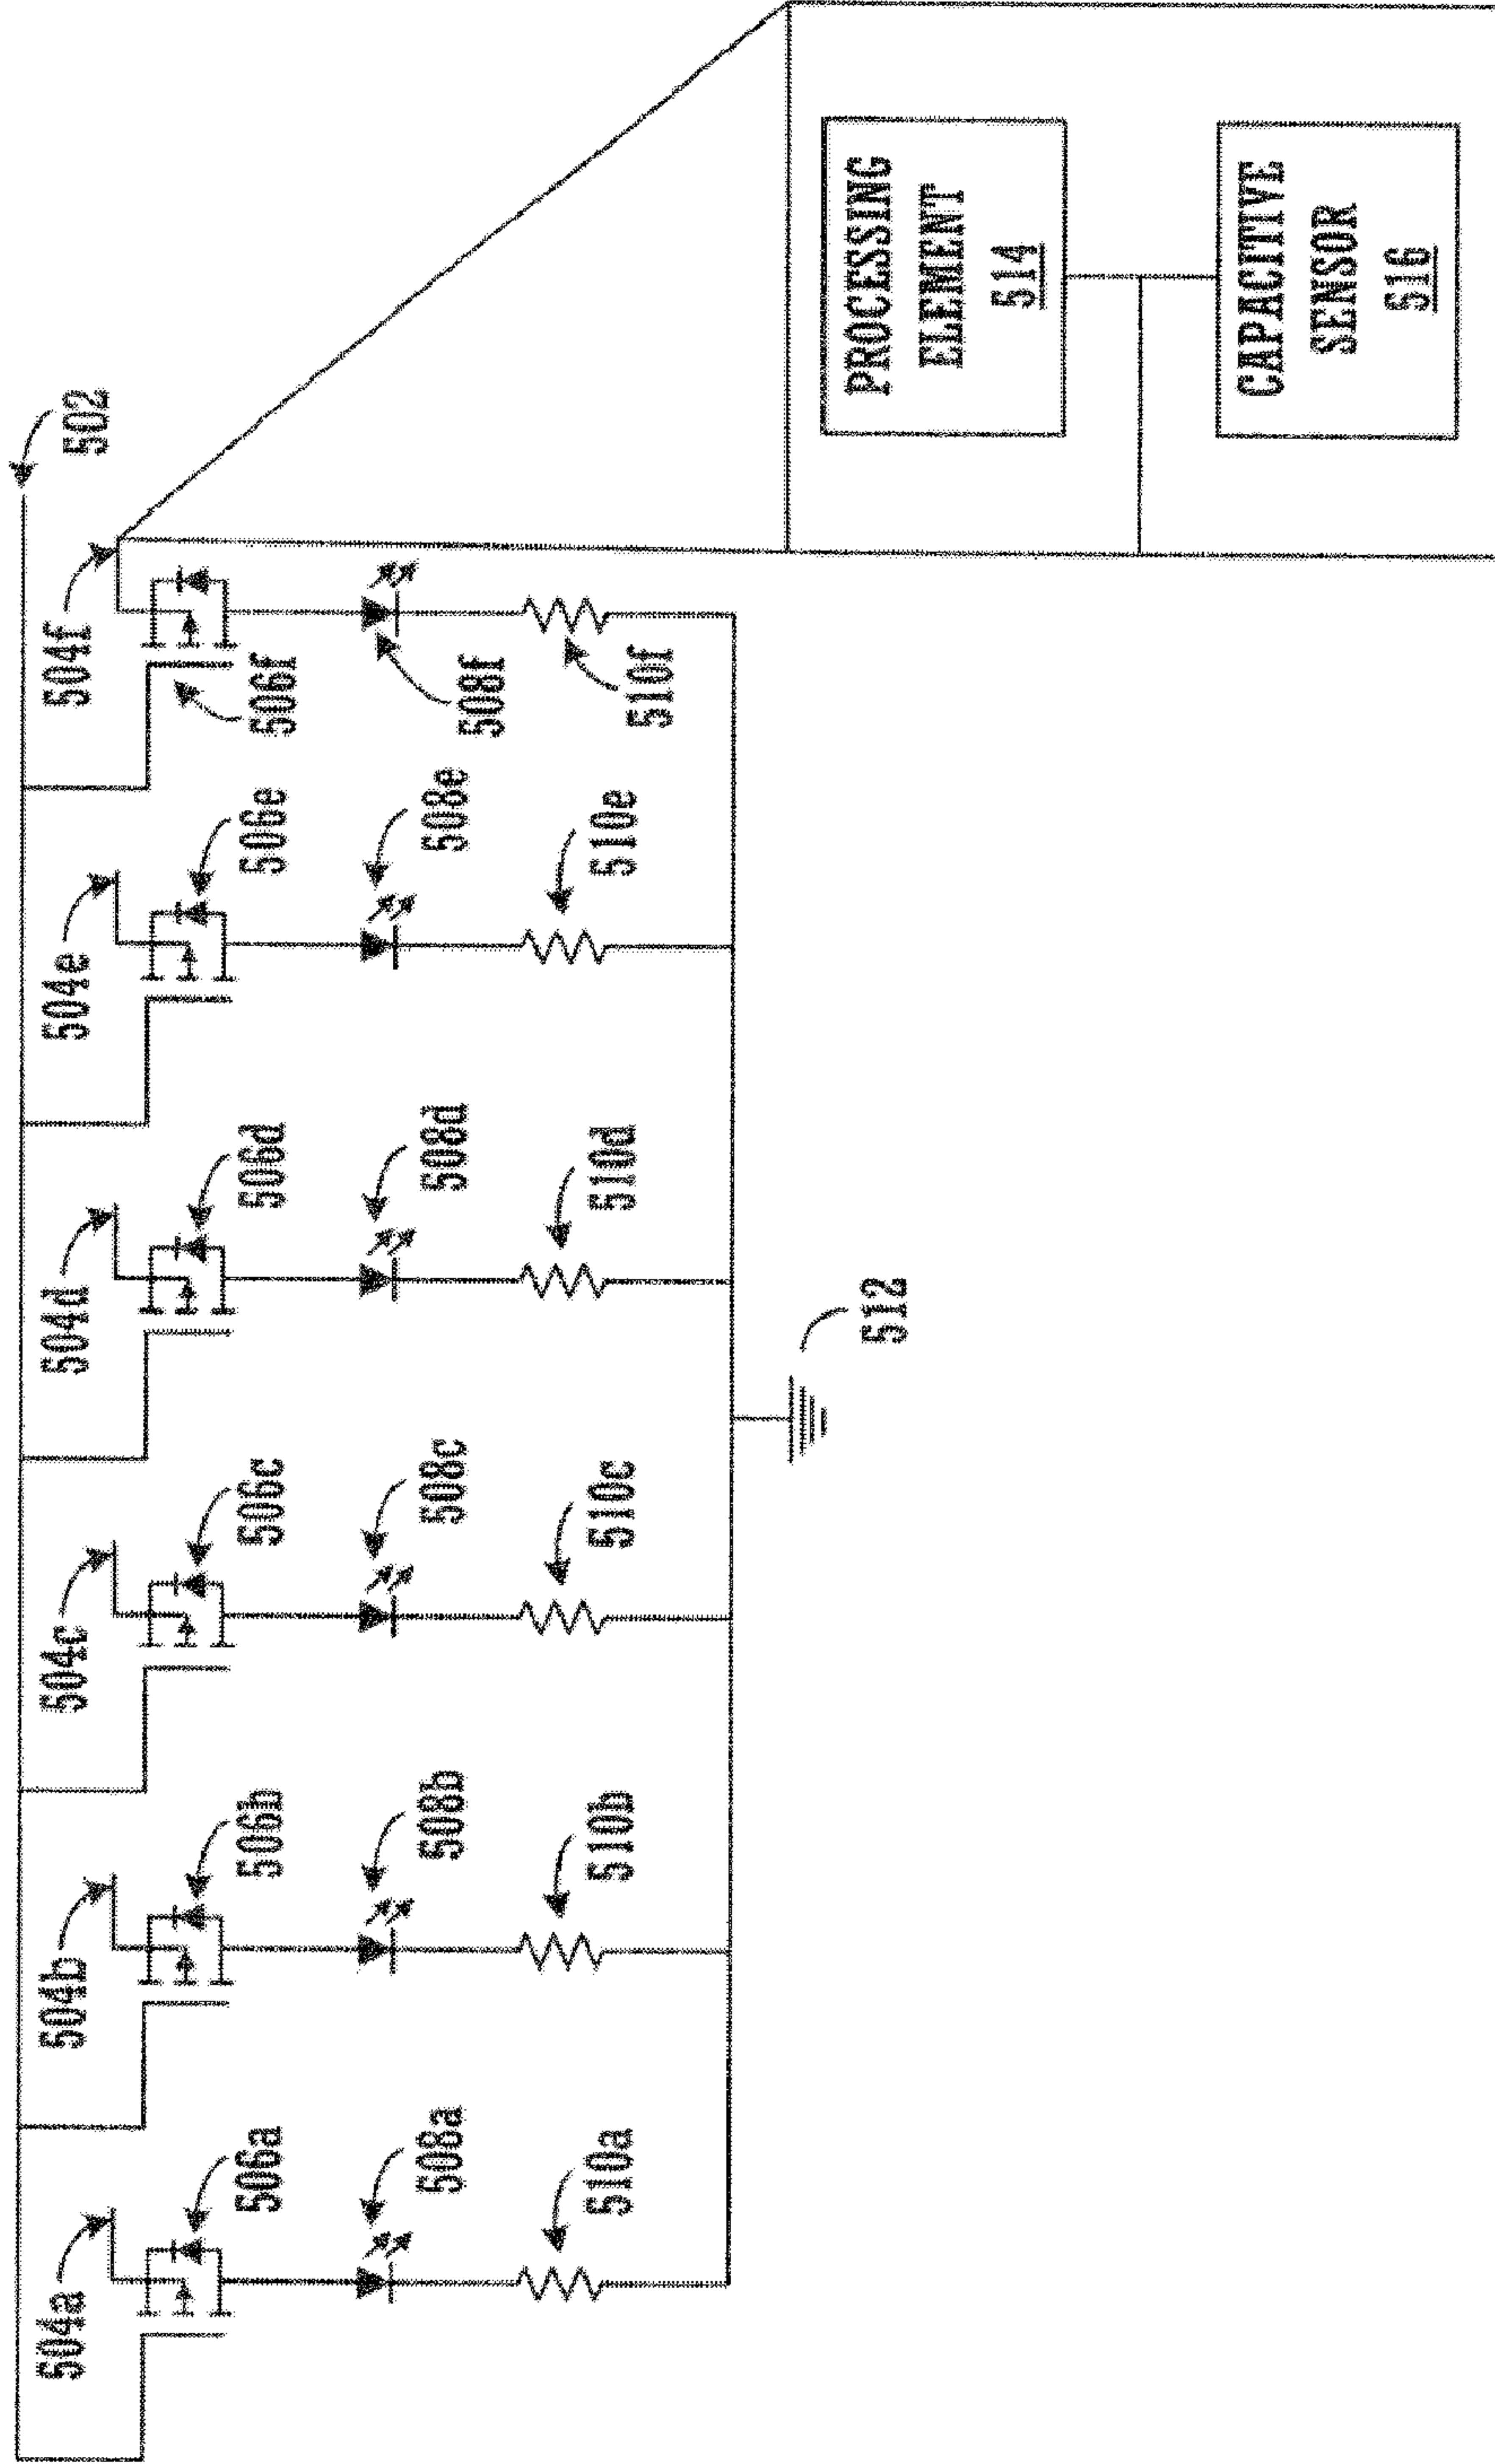 502
504a
504b
504c
504d
504e
504f
506a
506b
506c
506d
506e
506f
508a
508b
508c
508d
508e
508f
510a
510b
510c
510d
510e
510f
512
PROCESSING
ELEMENT
514
CAPACITIVE
SENSOR
516